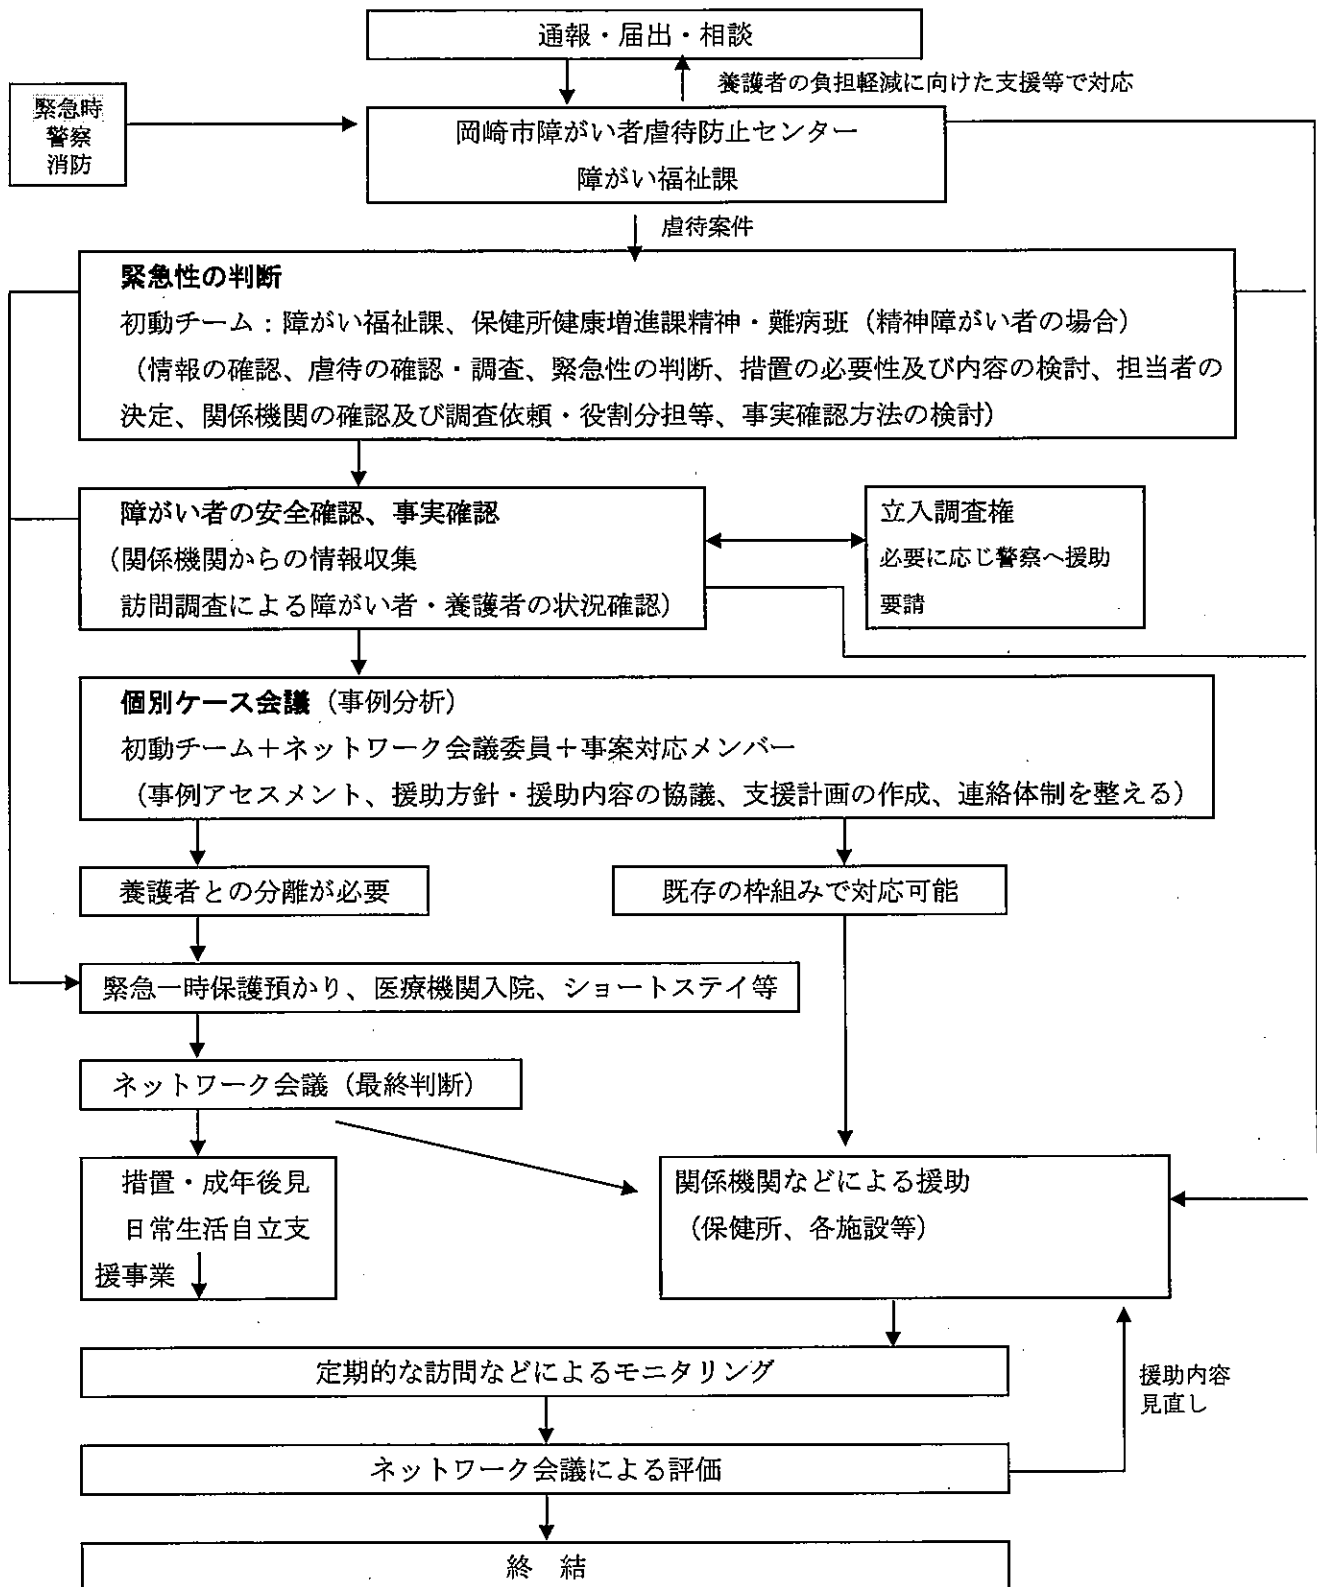 通報・届出・相談
養護者の負担軽減に向けた支援等で対応
緊急時
警察
消防
岡崎市障がい者虐待防止センター
障がい福祉課
虐待案件
緊急性の判断
初動チーム：障がい福祉課、保健所健康増進課精神・難病班（精神障がい者の場合）
（情報の確認、虐待の確認・調査、緊急性の判断、措置の必要性及び内容の検討、担当者の
決定、関係機関の確認及び調査依頼・役割分担等、事実確認方法の検討）
障がい者の安全確認、事実確認
（関係機関からの情報収集
訪問調査による障がい者・養護者の状況確認）
立入調査権
必要に応じ警察へ援助
要請
個別ケース会議（事例分析）
初動チーム＋ネットワーク会議委員＋事案対応メンバー
（事例アセスメント、援助方針・援助内容の協議、支援計画の作成、連絡体制を整える）
養護者との分離が必要
既存の枠組みで対応可能
緊急一時保護預かり、医療機関入院、ショートステイ等
ネットワーク会議（最終判断）
措置・成年後見
日常生活自立支
援事業
関係機関などによる援助
（保健所、各施設等）
定期的な訪問などによるモニタリング
援助内容
見直し
ネットワーク会議による評価
終　結